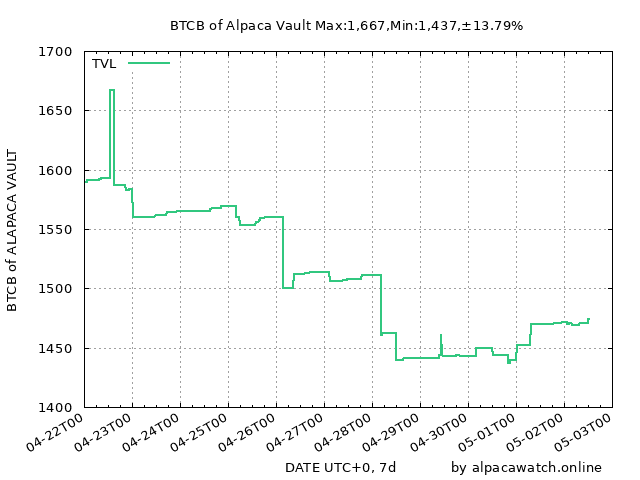 BTCB of Alpaca Vault Max:1,667,Min:1,437,±13.79%
TVL
BTCB of ALAPACA VAULT
1700
1650
1600
1550
1500
1450
1400
04-22T00
04-23T00
04-24T00
04-25T00
04-26T00
04-27T00
04-28T00
04-29T00
04-30T00
05-01T00
05-02T00
05-03T00
DATE UTC+0, 7d
by alpacawatch.online